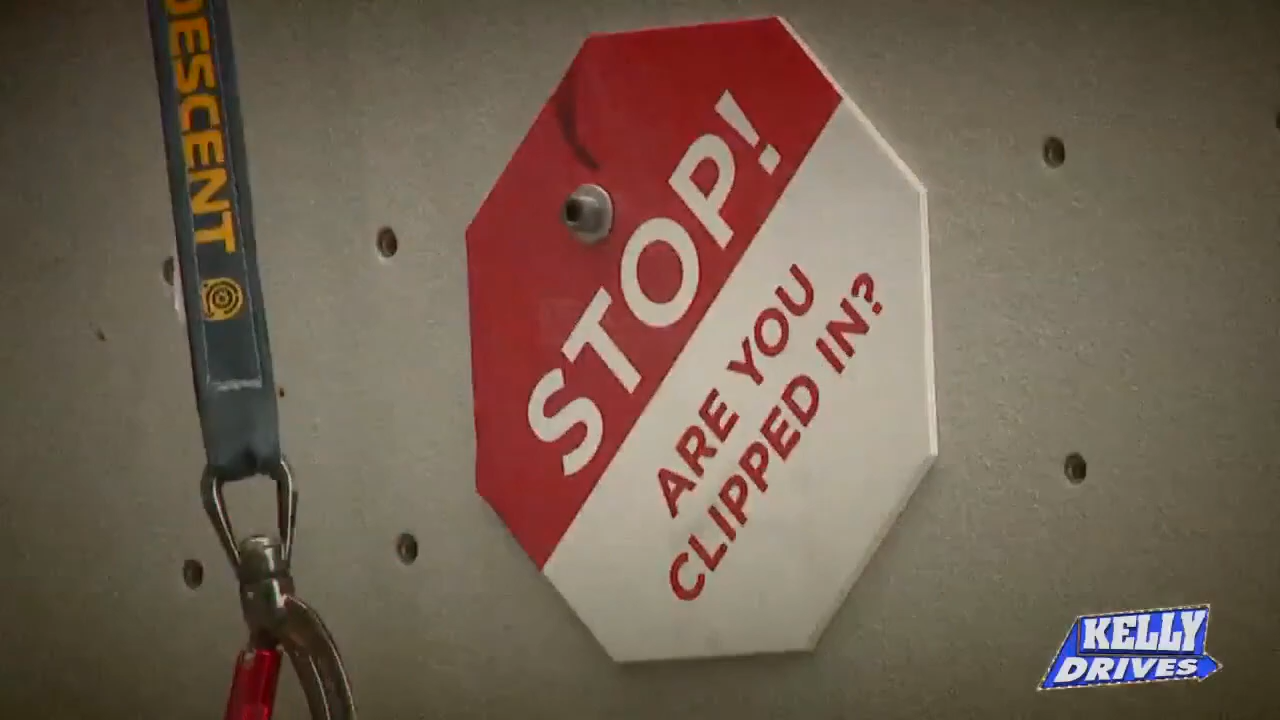 DESCENT
STOP!
ARE YOU
CLIPPED IN?
KELLY
DRIVES